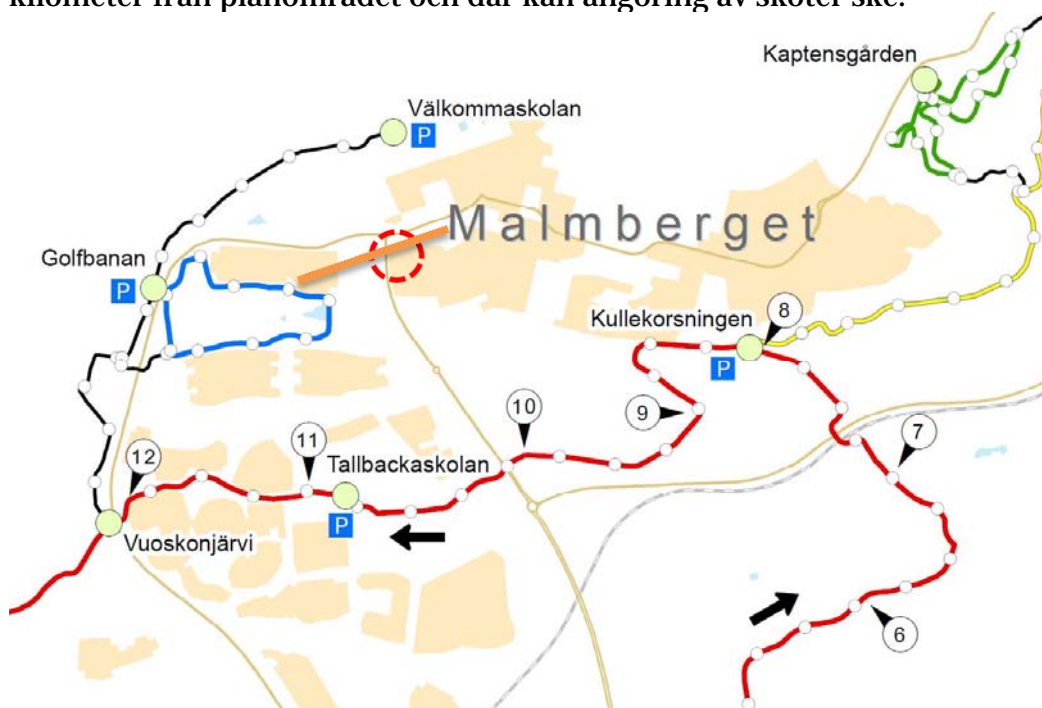 kilometer från planområdet och där kan angöring av skoter ske.
Kaptensgården
Välkommaskolan
P
Malmberget
Golfbanan
P
Kullekorsningen
8
P
10
9
7
11
12
Tallbackaskolan
P
Vuoskonjärvi
6